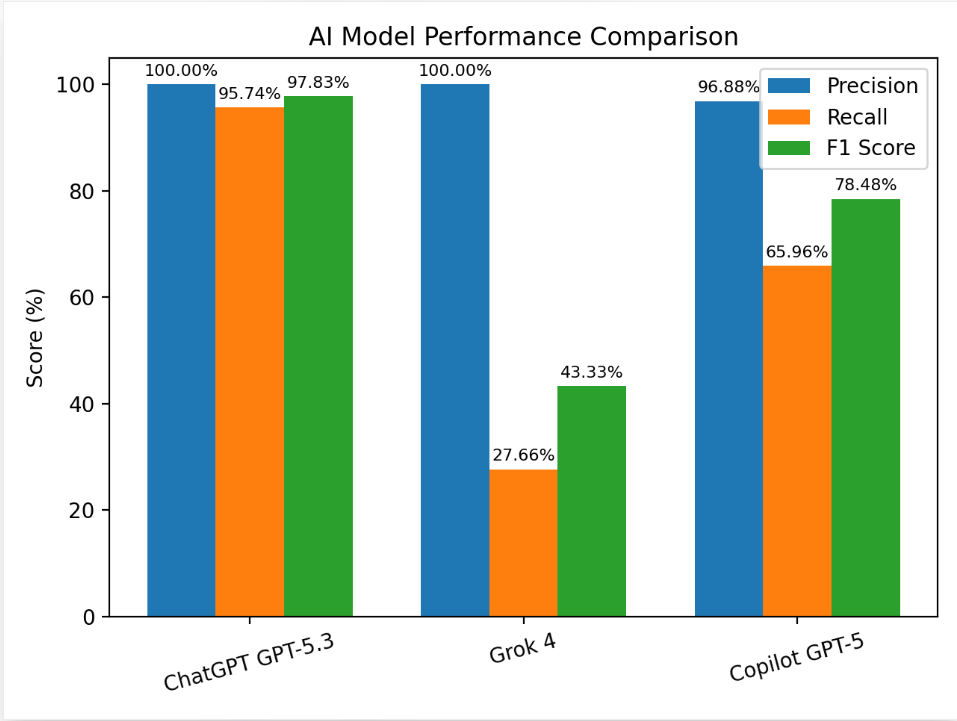 AI Model Performance Comparison
100.00%
95.74%
97.83%
100.00%
27.66%
43.33%
96.88%
65.96%
78.48%
Precision
Recall
F1 Score
Score (%)
100
80
60
40
20
0
ChatGPT GPT-5.3
Grok 4
Copilot GPT-5